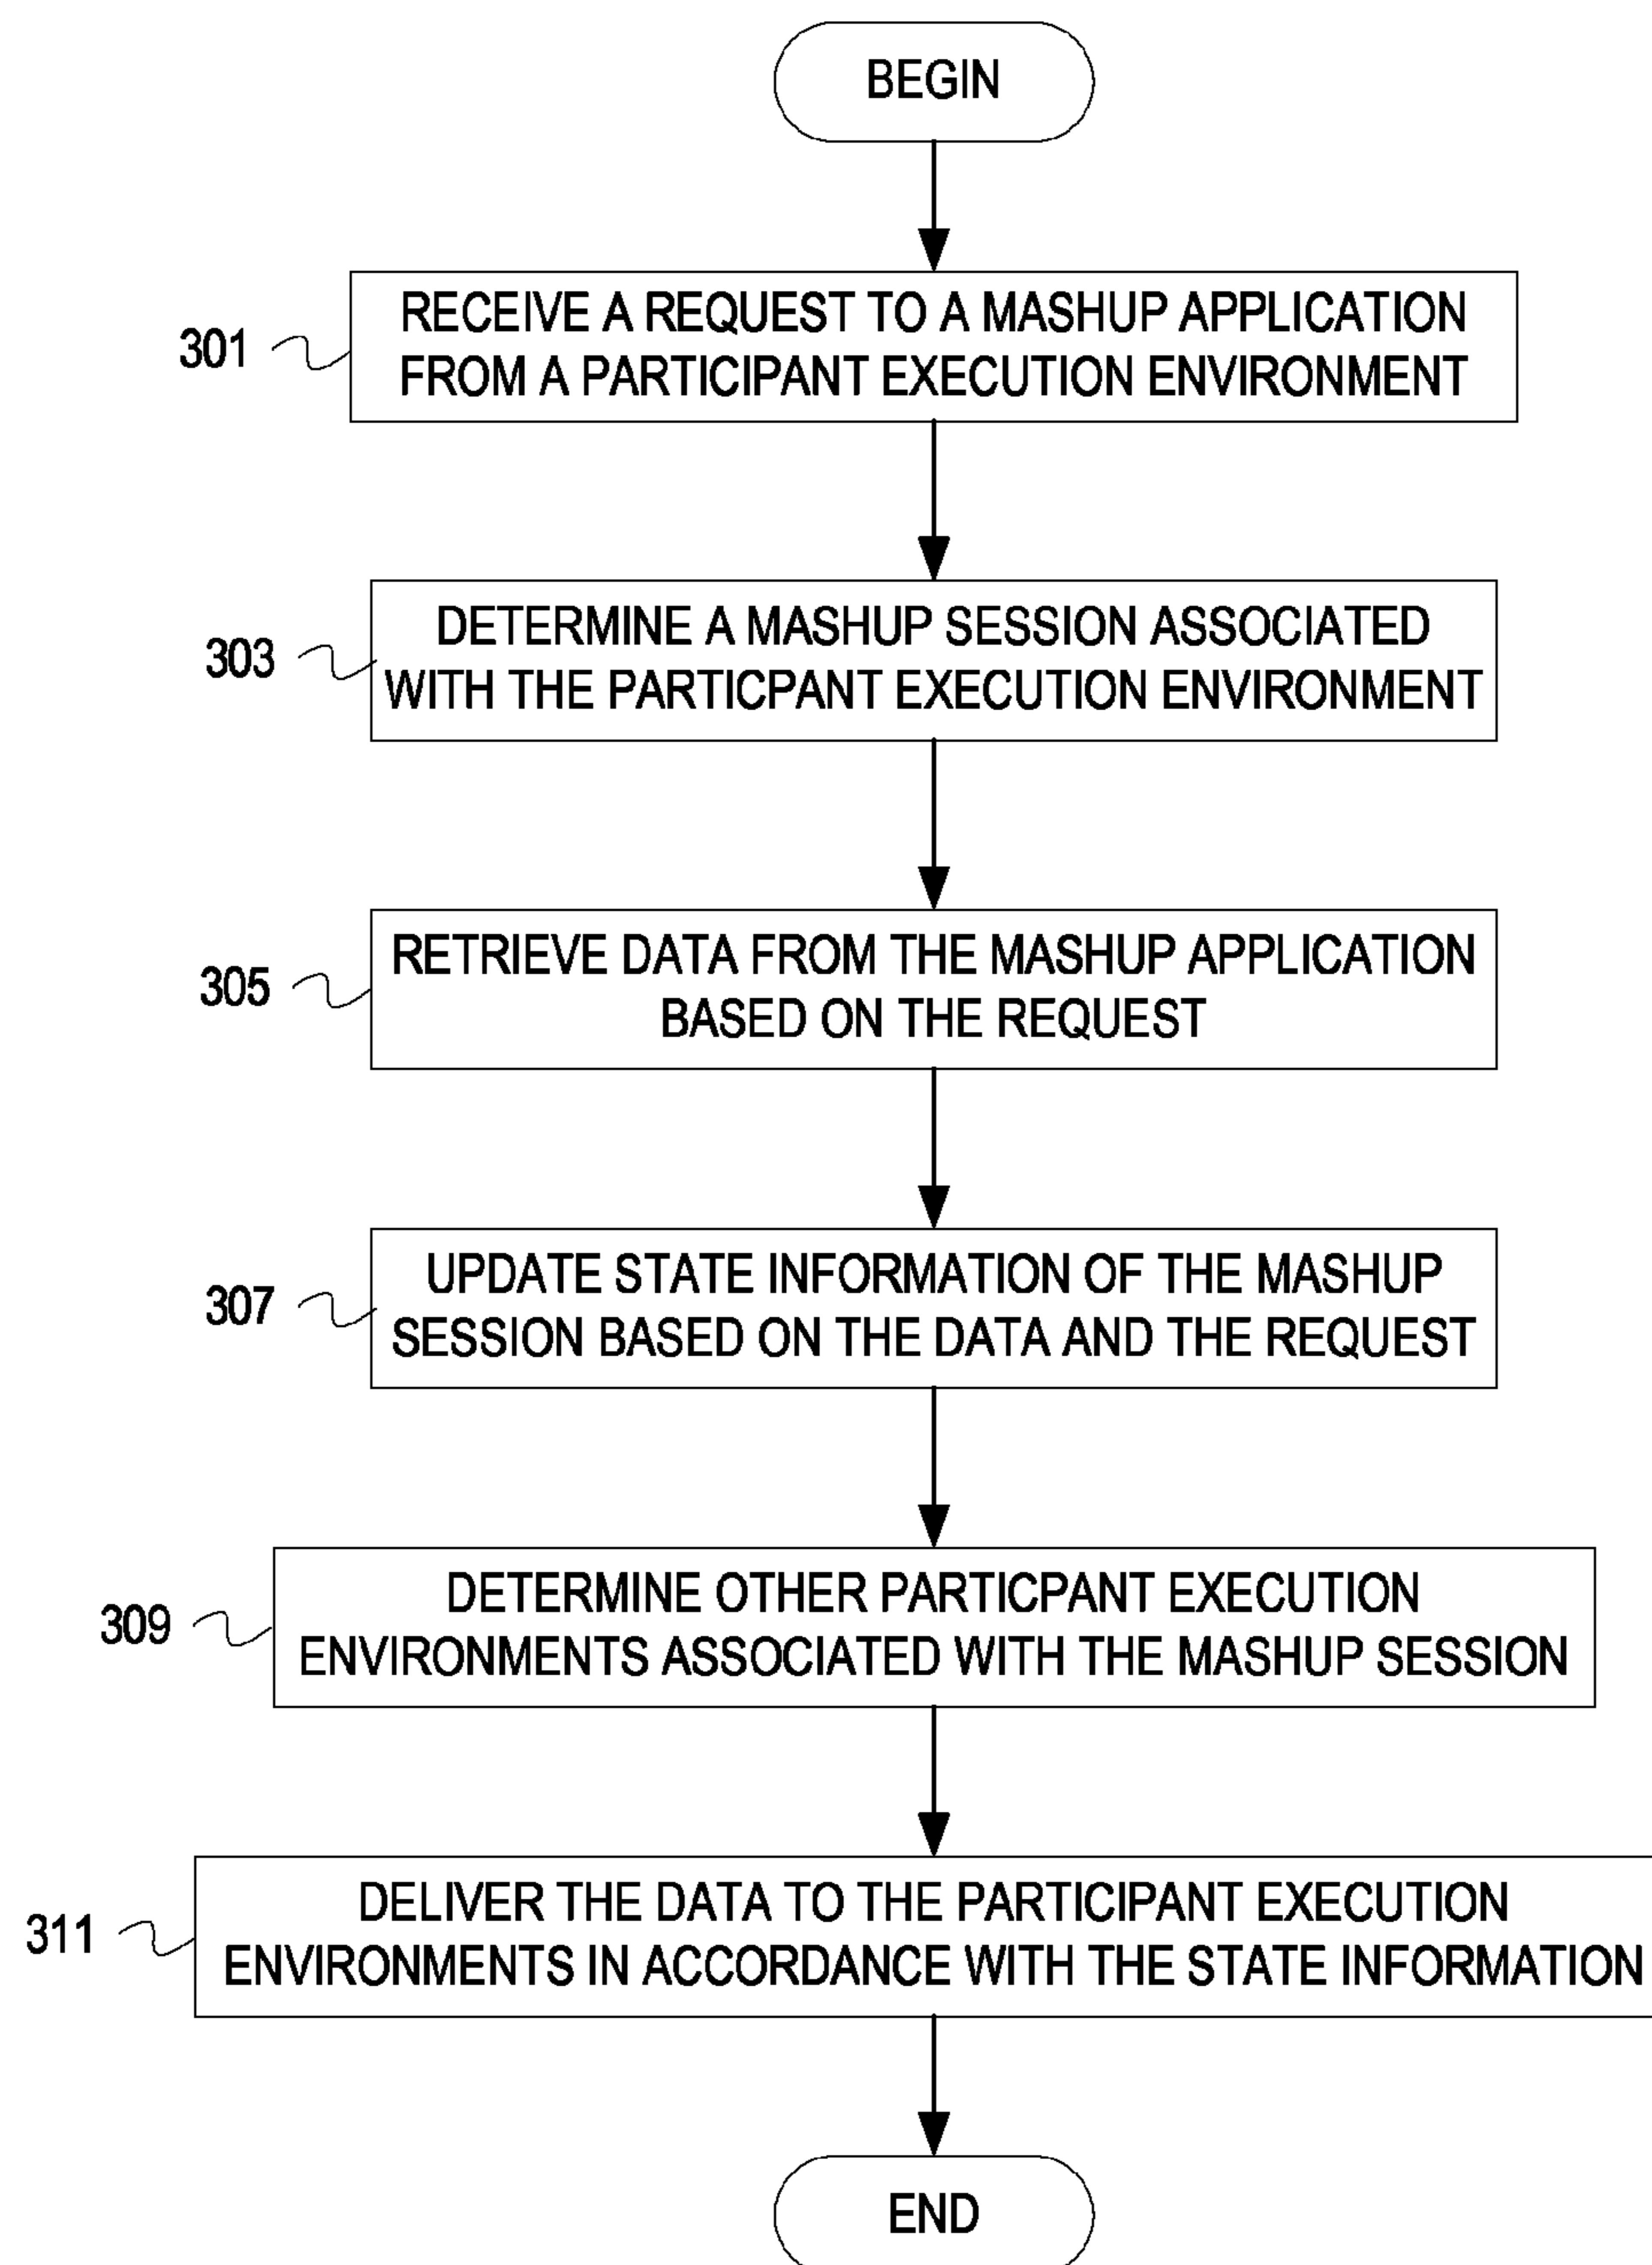 BEGIN
301
RECEIVE A REQUEST TO A MASHUP APPLICATION
FROM A PARTICIPANT EXECUTION ENVIRONMENT
303
DETERMINE A MASHUP SESSION ASSOCIATED
WITH THE PARTICPANT EXECUTION ENVIRONMENT
305
RETRIEVE DATA FROM THE MASHUP APPLICATION
BASED ON THE REQUEST
307
UPDATE STATE INFORMATION OF THE MASHUP
SESSION BASED ON THE DATA AND THE REQUEST
309
DETERMINE OTHER PARTICPANT EXECUTION
ENVIRONMENTS ASSOCIATED WITH THE MASHUP SESSION
311
DELIVER THE DATA TO THE PARTICIPANT EXECUTION
ENVIRONMENTS IN ACCORDANCE WITH THE STATE INFORMATION
END